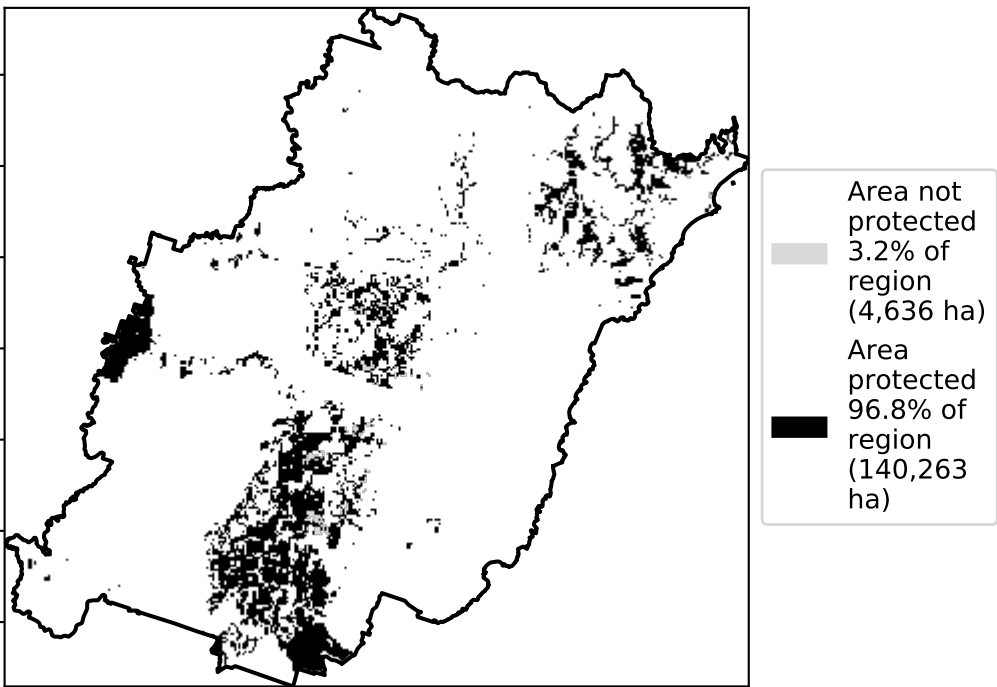 Area not
protected
3.2% of
region
(4,636 ha)
Area
protected
96.8% of
region
(140,263
ha)